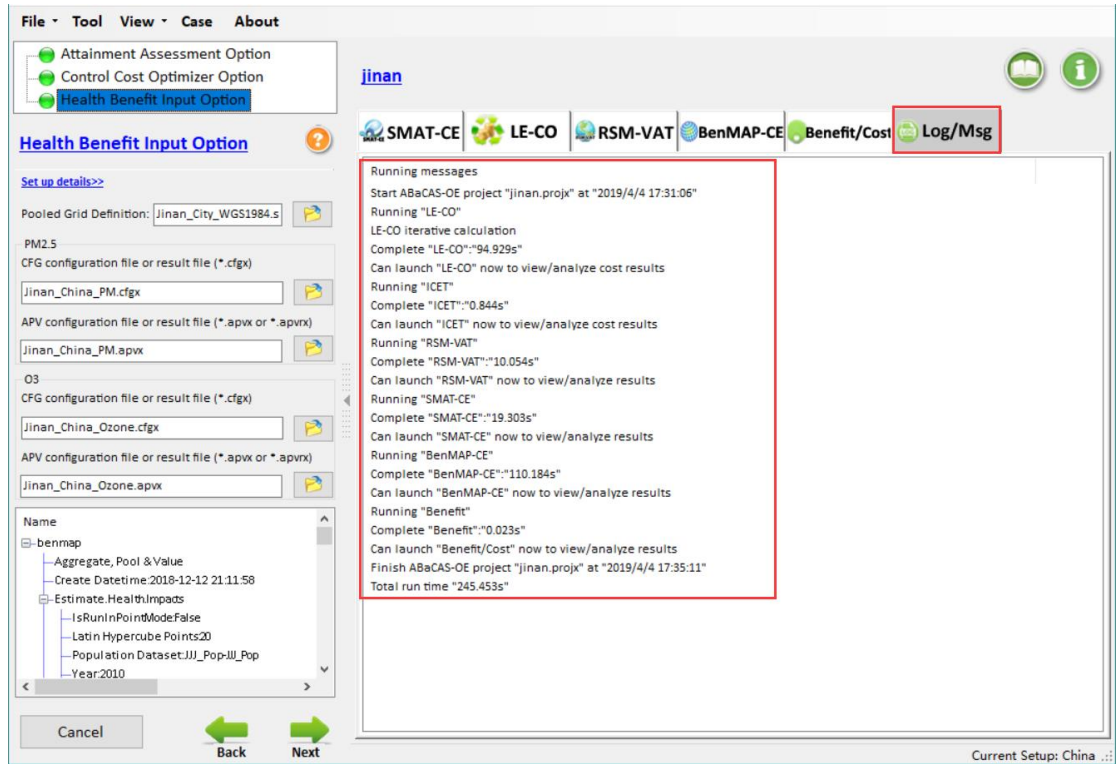 File Tool View Case About
Attainment Assessment Option
Control Cost Optimizer Option
Health Benefit Input Option
Health Benefit Input Option
Set up details>>
Pooled Grid Definition: Jinan_City_WGS1984.s
PM2.5
CFG configuration file or result file (*.cfgx)
Jinan_China_PM.cfgx
APV configuration file or result file (*.apvx or *.apvrx)
Jinan_China_PM.apvx
O3
CFG configuration file or result file (*.cfgx)
Jinan_China_Ozone.cfgx
APV configuration file or result file (*.apvx or *.apvrx)
Jinan_China_Ozone.apvx
Name
benmap
Aggregate, Pool & Value
Create Datetime:2018-12-12 21:11:58
Estimate.Health.Impacts
IsRunInPointMode:False
Latin Hypercube Points:20
Population Dataset:JJJ_Pop-JJJ_Pop
Year:2010
Cancel
Back Next
jinan
SMAT-CE LE-CO RSM-VAT BenMAP-CE Benefit/Cost Log/Msg
Running messages
Start ABaCAS-OE project "jinan.projx" at "2019/4/4 17:31:06"
Running "LE-CO"
LE-CO iterative calculation
Complete "LE-CO":"94.929s"
Can launch "LE-CO" now to view/analyze cost results
Running "ICET"
Complete "ICET":"0.844s"
Can launch "ICET" now to view/analyze cost results
Running "RSM-VAT"
Complete "RSM-VAT":"10.054s"
Can launch "RSM-VAT" now to view/analyze results
Running "SMAT-CE"
Complete "SMAT-CE":"19.303s"
Can launch "SMAT-CE" now to view/analyze results
Running "BenMAP-CE"
Complete "BenMAP-CE":"110.184s"
Can launch "BenMAP-CE" now to view/analyze results
Running "Benefit"
Complete "Benefit":"0.023s"
Can launch "Benefit/Cost" now to view/analyze results
Finish ABaCAS-OE project "jinan.projx" at "2019/4/4 17:35:11"
Total run time "245.453s"
Current Setup: China